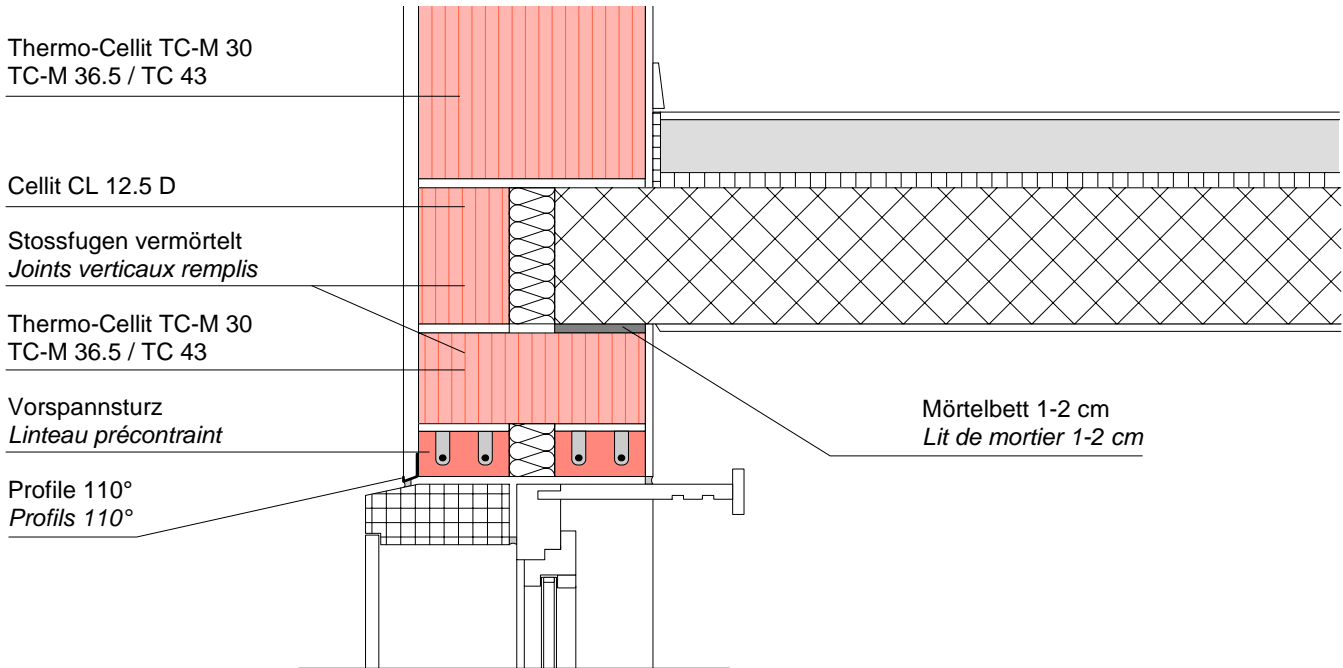 Thermo-Cellit TC-M 30
TC-M 36.5 / TC 43
Cellit CL 12.5 D
Stossfugen vermörtelt
Joints verticaux remplis
Thermo-Cellit TC-M 30
TC-M 36.5 / TC 43
Vorspannsturz
Linteau précontraint
Profile 110°
Profils 110°
Mörtelbett 1-2 cm
Lit de mortier 1-2 cm